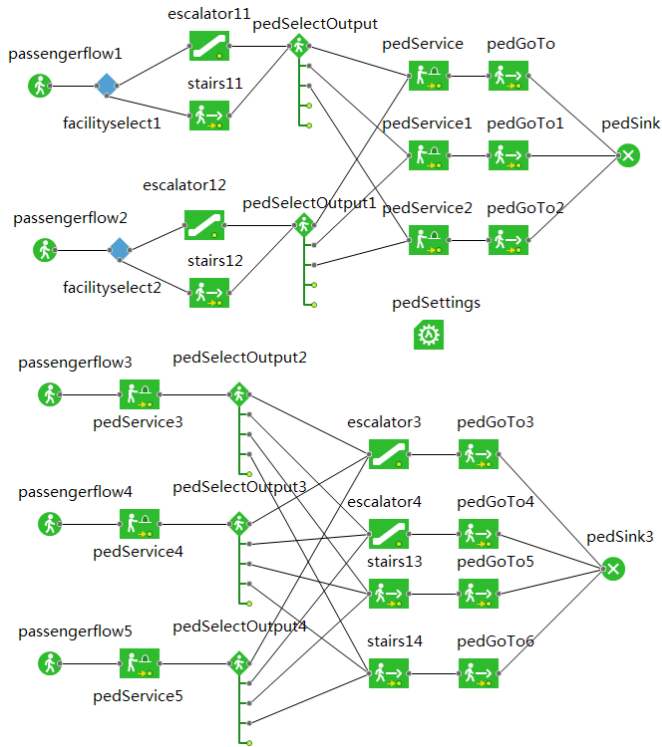 escalator11
pedSelectOutput
passengerflow1
pedService
pedGoTo
stairs11
facilityselect1
pedService1
pedGoTo1
pedSink
escalator12
pedSelectOutput1
passengerflow2
pedService2
pedGoTo2
stairs12
facilityselect2
pedSettings
passengerflow3
pedSelectOutput2
pedService3
escalator3
pedGoTo3
passengerflow4
pedSelectOutput3
escalator4
pedGoTo4
pedSink3
pedService4
stairs13
pedGoTo5
passengerflow5
pedSelectOutput4
stairs14
pedGoTo6
pedService5